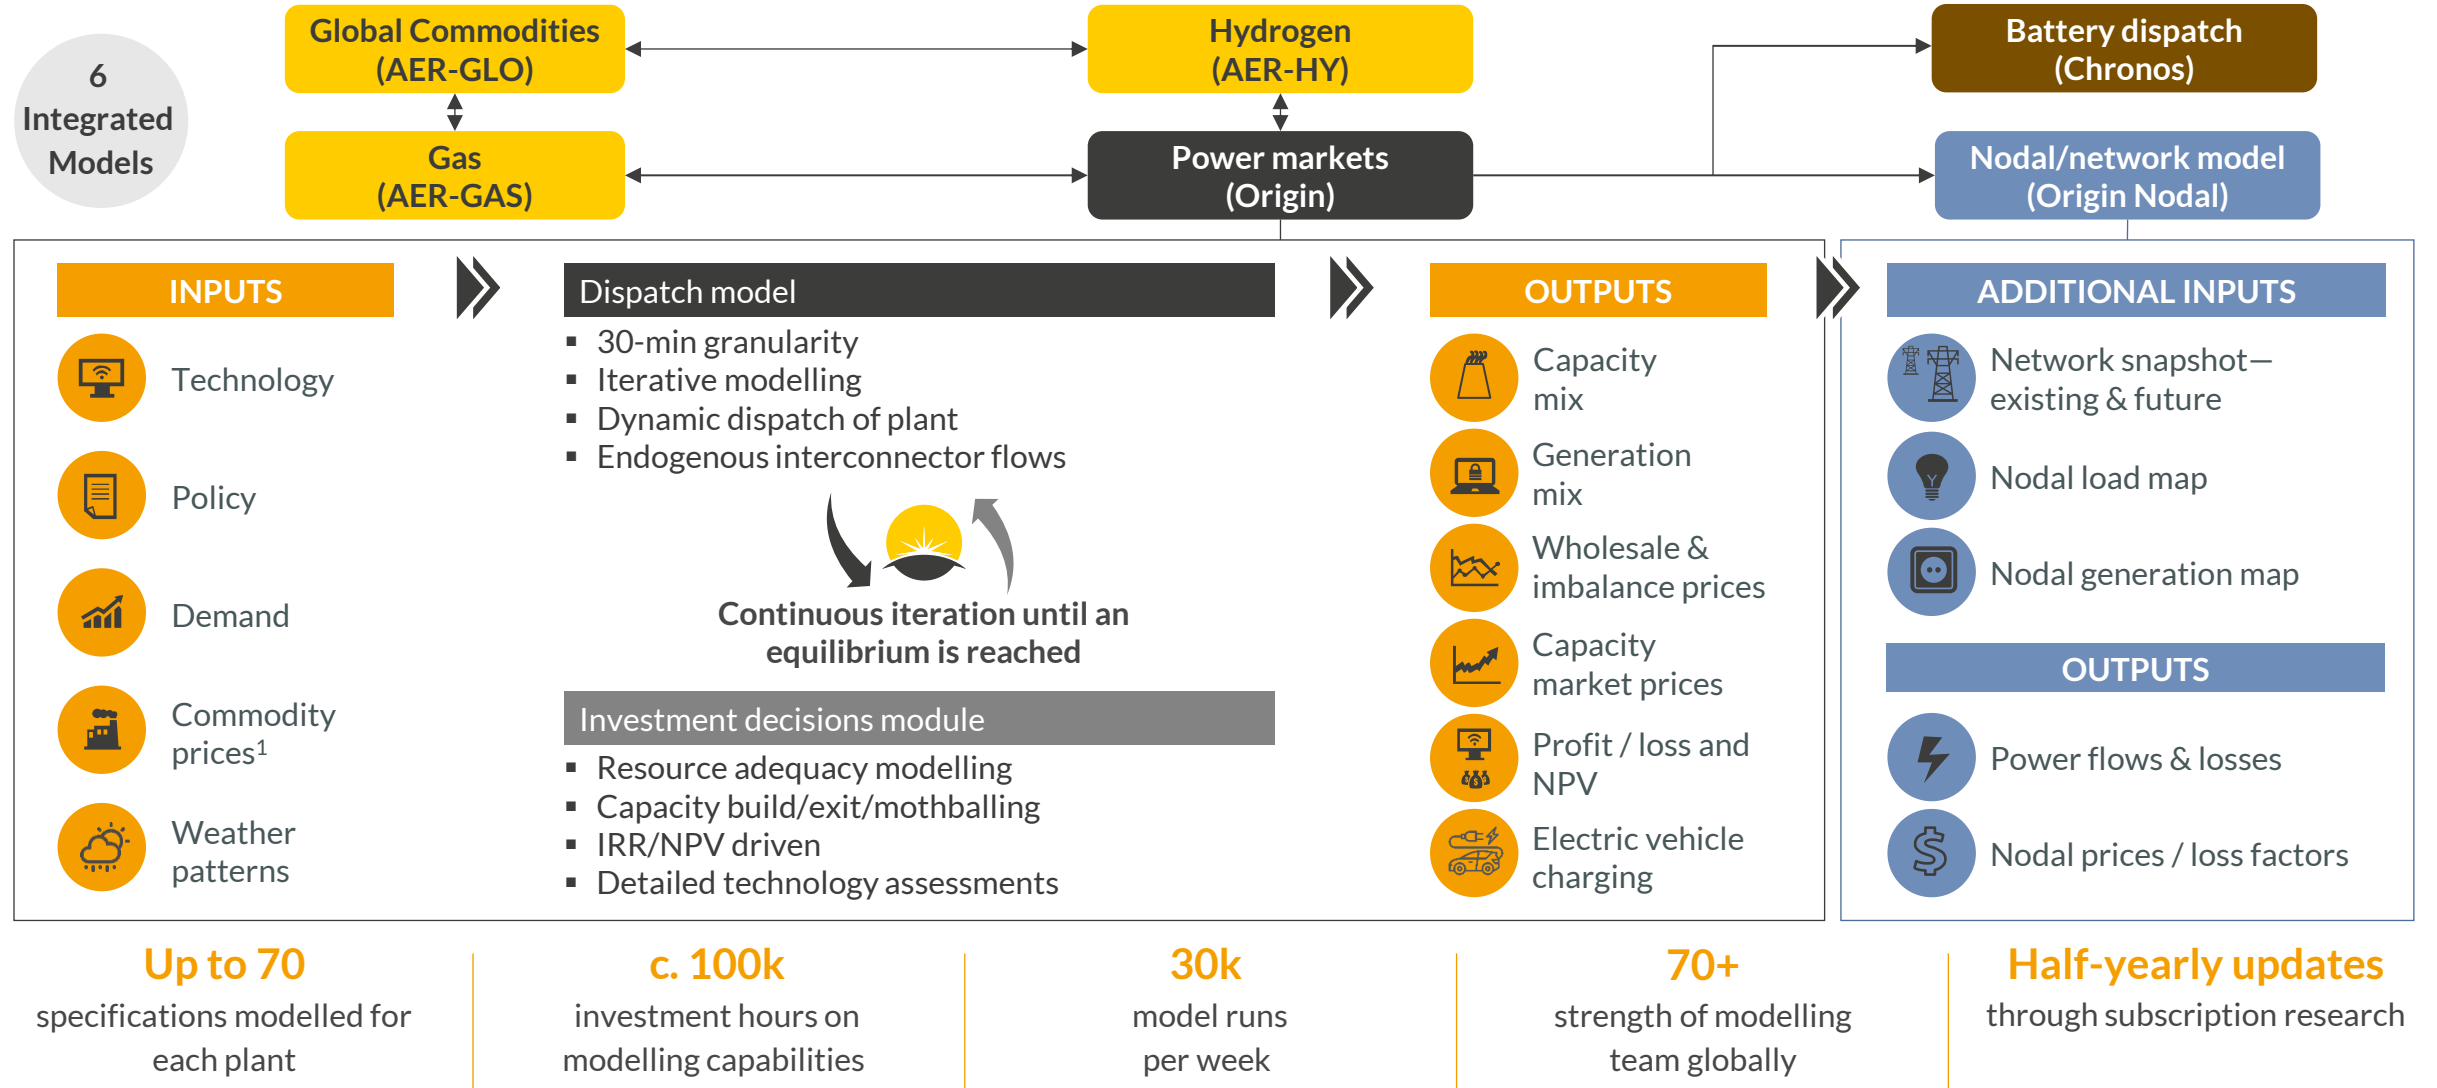 6
Integrated
Models
Global Commodities
(AER-GLO)
Hydrogen
(AER-HY)
Battery dispatch
(Chronos)
Gas
(AER-GAS)
Power markets
(Origin)
Nodal/network model
(Origin Nodal)
INPUTS
Technology
Policy
Demand
Commodity
prices¹
Weather
patterns
Dispatch model
▪ 30-min granularity
▪ Iterative modelling
▪ Dynamic dispatch of plant
▪ Endogenous interconnector flows
Continuous iteration until an
equilibrium is reached
Investment decisions module
▪ Resource adequacy modelling
▪ Capacity build/exit/mothballing
▪ IRR/NPV driven
▪ Detailed technology assessments
OUTPUTS
Capacity
mix
Generation
mix
Wholesale &
imbalance prices
Capacity
market prices
Profit / loss and
NPV
Electric vehicle
charging
ADDITIONAL INPUTS
Network snapshot—
existing & future
Nodal load map
Nodal generation map
OUTPUTS
Power flows & losses
Nodal prices / loss factors
Up to 70
specifications modelled for
each plant
c. 100k
investment hours on
modelling capabilities
30k
model runs
per week
70+
strength of modelling
team globally
Half-yearly updates
through subscription research